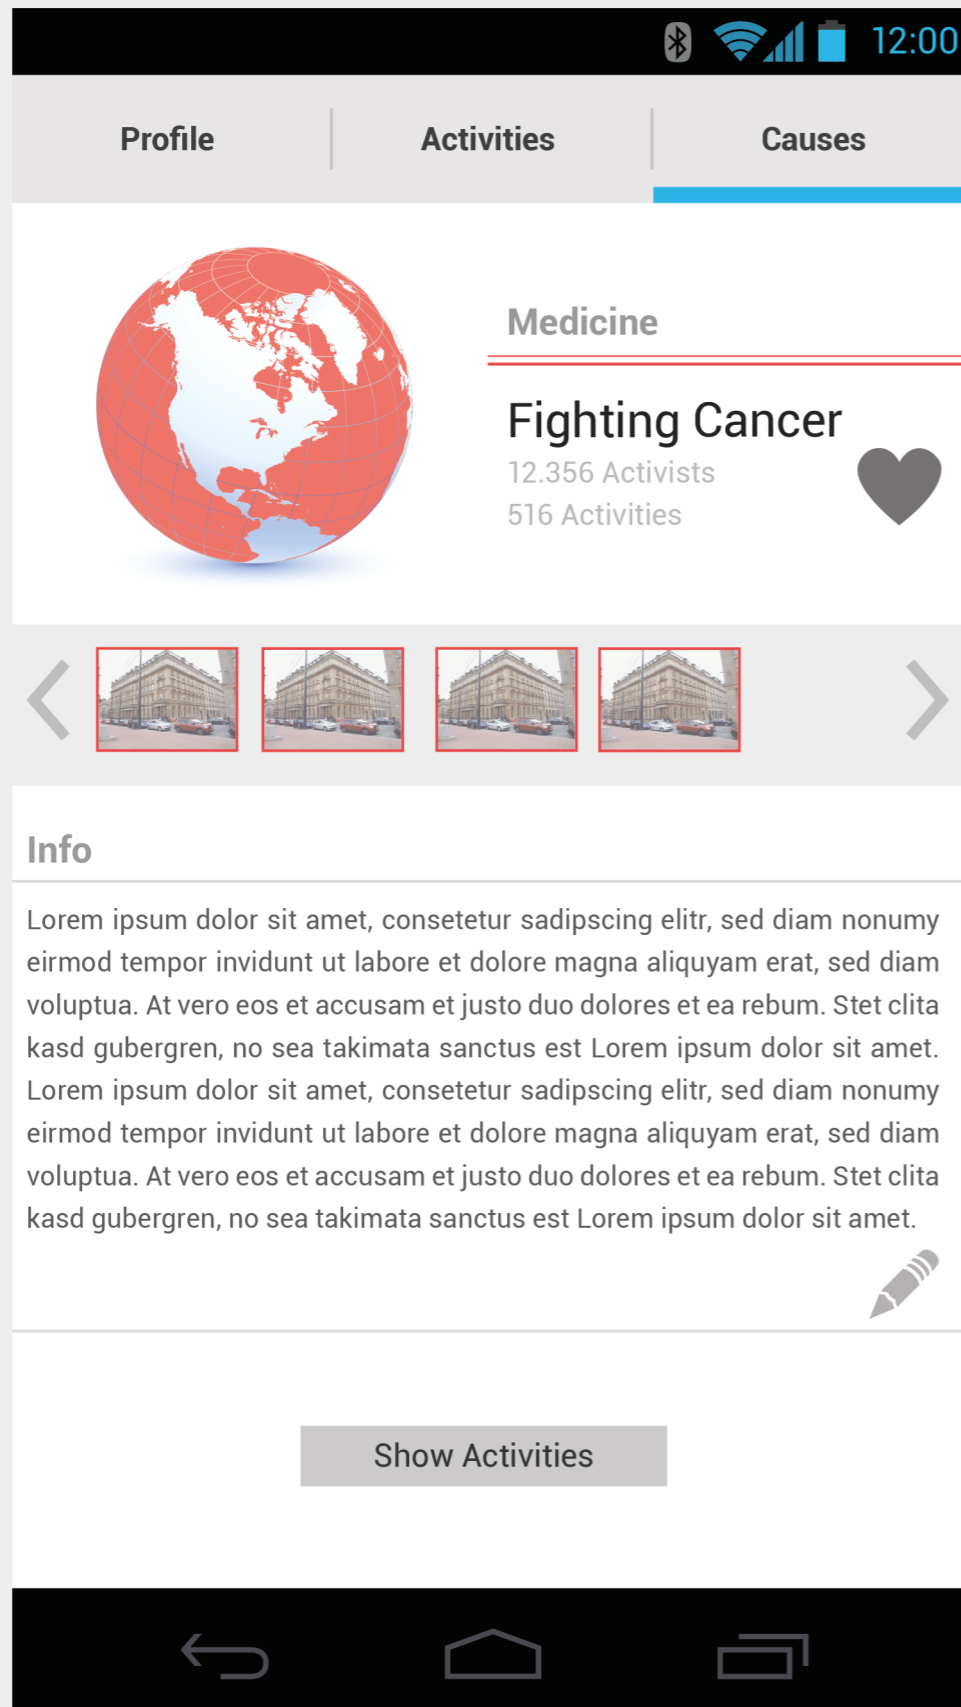 12:00
Profile
Activities
Causes
Medicine
Fighting Cancer
12.356 Activists
516 Activities
Info
Lorem ipsum dolor sit amet, consetetur sadipscing elitr, sed diam nonumy
eirmod tempor invidunt ut labore et dolore magna aliquyam erat, sed diam
voluptua. At vero eos et accusam et justo duo dolores et ea rebum. Stet clita
kasd gubergren, no sea takimata sanctus est Lorem ipsum dolor sit amet.
Lorem ipsum dolor sit amet, consetetur sadipscing elitr, sed diam nonumy
eirmod tempor invidunt ut labore et dolore magna aliquyam erat, sed diam
voluptua. At vero eos et accusam et justo duo dolores et ea rebum. Stet clita
kasd gubergren, no sea takimata sanctus est Lorem ipsum dolor sit amet.
Show Activities